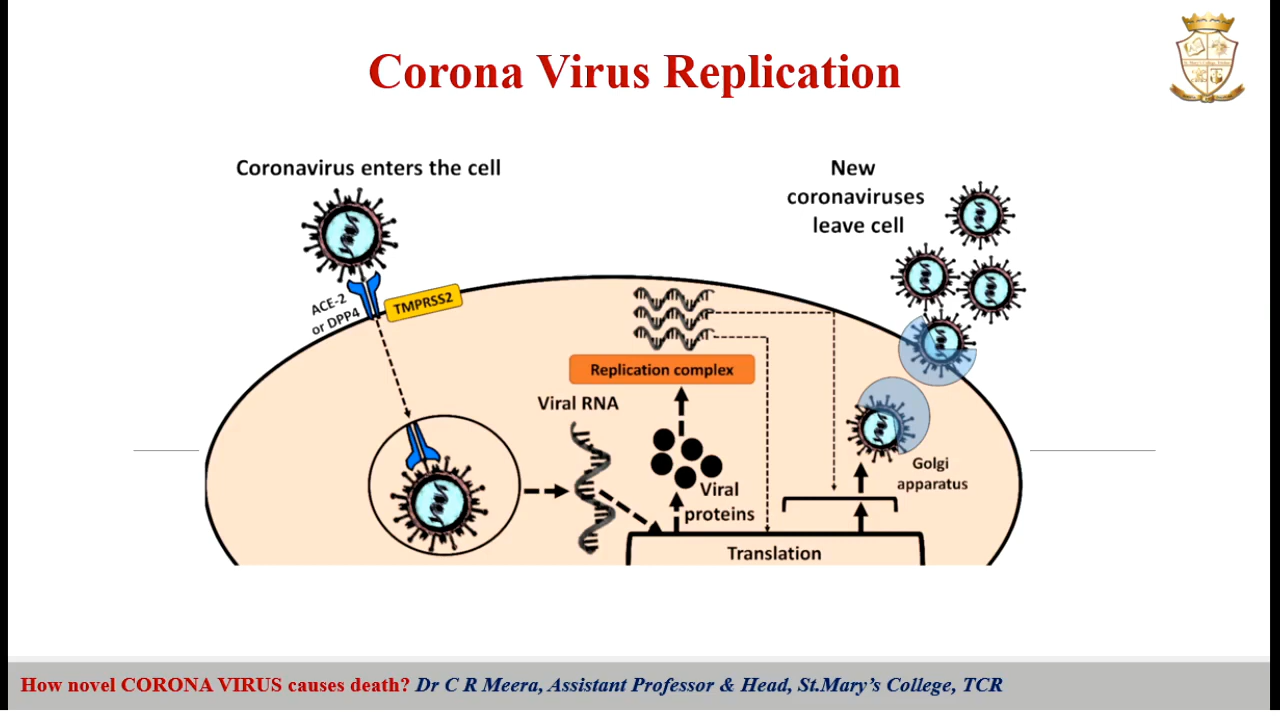 Corona Virus Replication
Coronavirus enters the cell
New
coronaviruses
leave cell
ACE-2
or DPP4
TMPRSS2
Replication complex
Viral RNA
Viral
proteins
Golgi
apparatus
Translation
How novel CORONA VIRUS causes death? Dr C R Meera, Assistant Professor & Head, St.Mary's College, TCR